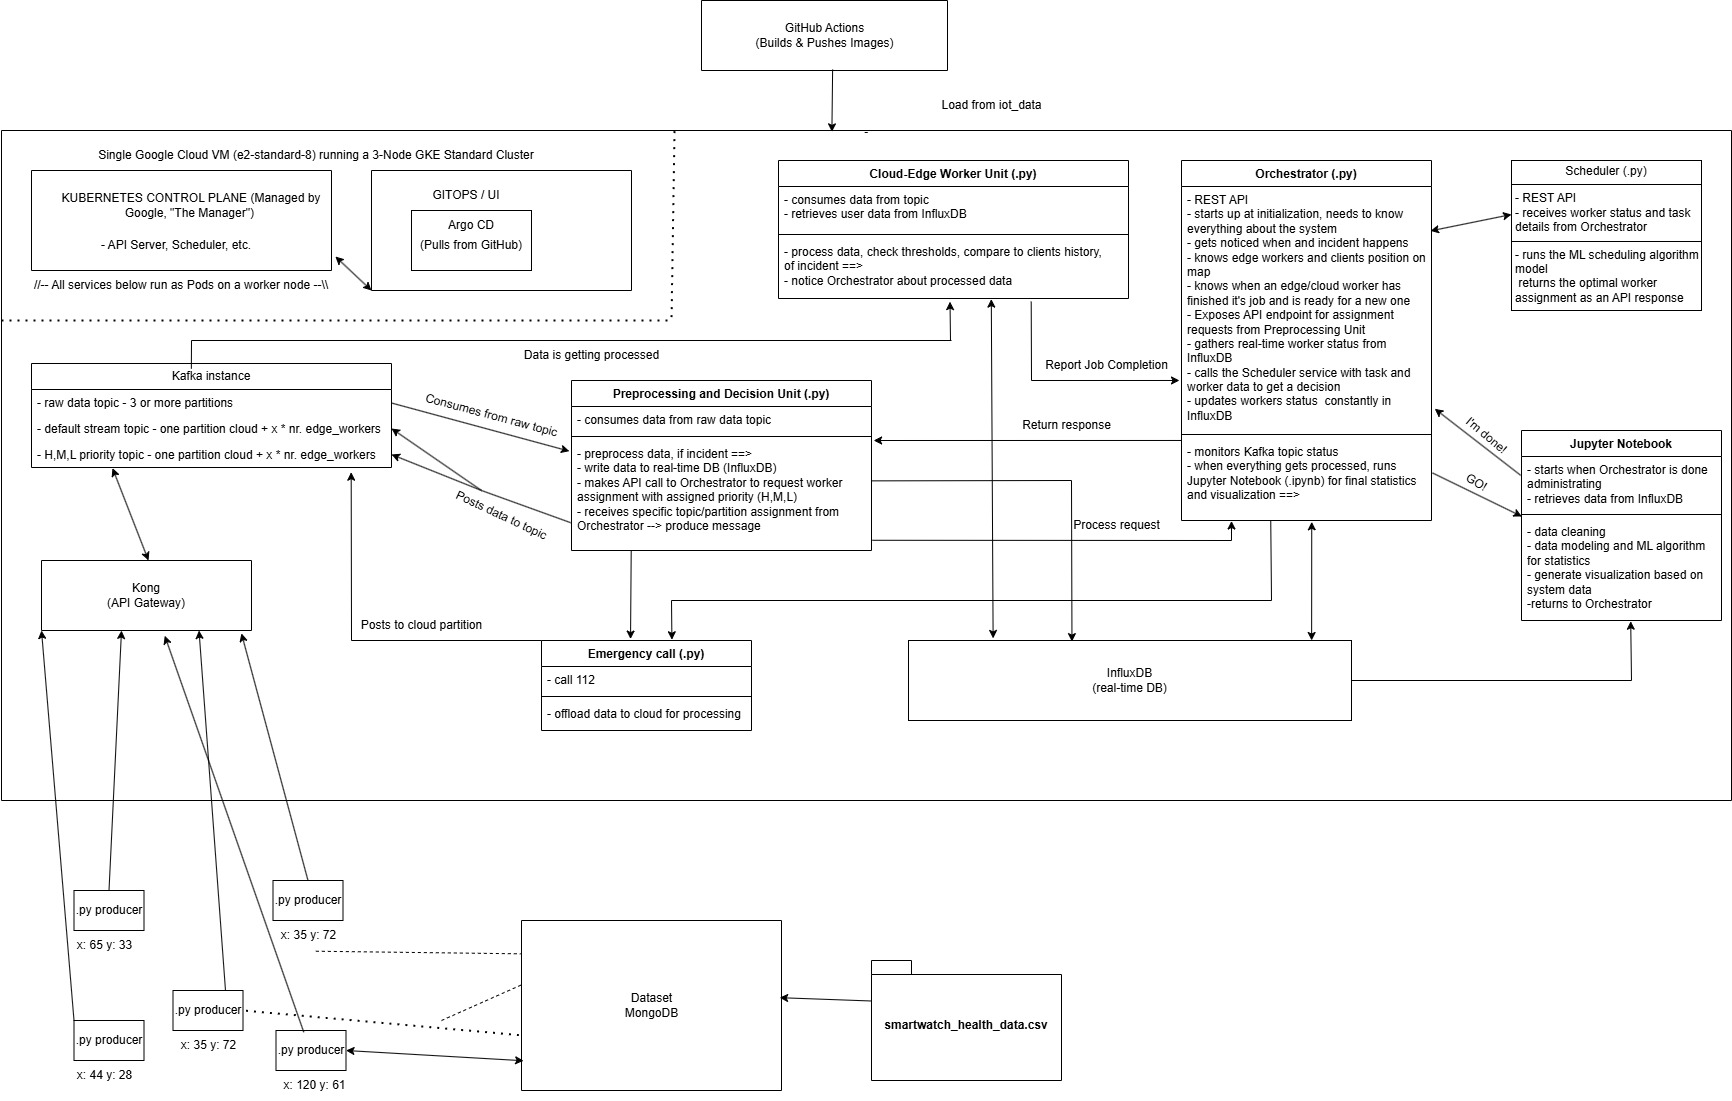 GitHub Actions
(Builds & Pushes Images)
Load from iot_data
Single Google Cloud VM (e2-standard-8) running a 3-Node GKE Standard Cluster
KUBERNETES CONTROL PLANE (Managed by
Google, "The Manager")
- API Server, Scheduler, etc.
GITOPS / UI
Argo CD
(Pulls from GitHub)
//-- All services below run as Pods on a worker node --\\
Cloud-Edge Worker Unit (.py)
- consumes data from topic
- retrieves user data from InfluxDB
- process data, check thresholds, compare to clients history,
of incident ==>
- notice Orchestrator about processed data
Orchestrator (.py)
- REST API
- starts up at initialization, needs to know
everything about the system
- gets noticed when and incident happens
- knows edge workers and clients position on
map
- knows when an edge/cloud worker has
finished it's job and is ready for a new one
- Exposes API endpoint for assignment
requests from Preprocessing Unit
- gathers real-time worker status from
InfluxDB
- calls the Scheduler service with task and
worker data to get a decision
- updates workers status  constantly in
InfluxDB
- monitors Kafka topic status
- when everything gets processed, runs
Jupyter Notebook (.ipynb) for final statistics
and visualization ==>
Scheduler (.py)
- REST API
- receives worker status and task
details from Orchestrator
- runs the ML scheduling algorithm
model
returns the optimal worker
assignment as an API response
Data is getting processed
Report Job Completion
Kafka instance
- raw data topic - 3 or more partitions
- default stream topic - one partition cloud + x * nr. edge_workers
- H,M,L priority topic - one partition cloud + x * nr. edge_workers
Consumes from raw topic
Posts data to topic
Preprocessing and Decision Unit (.py)
- consumes data from raw data topic
- preprocess data, if incident ==>
- write data to real-time DB (InfluxDB)
- makes API call to Orchestrator to request worker
assignment with assigned priority (H,M,L)
- receives specific topic/partition assignment from
Orchestrator --> produce message
Return response
Process request
I'm done!
GO!
Jupyter Notebook
- starts when Orchestrator is done
administrating
- retrieves data from InfluxDB
- data cleaning
- data modeling and ML algorithm
for statistics
- generate visualization based on
system data
-returns to Orchestrator
Kong
(API Gateway)
Posts to cloud partition
Emergency call (.py)
- call 112
- offload data to cloud for processing
InfluxDB
(real-time DB)
.py producer
x: 65 y: 33
.py producer
x: 35 y: 72
.py producer
x: 35 y: 72
.py producer
x: 44 y: 28
.py producer
x: 120 y: 61
Dataset
MongoDB
smartwatch_health_data.csv